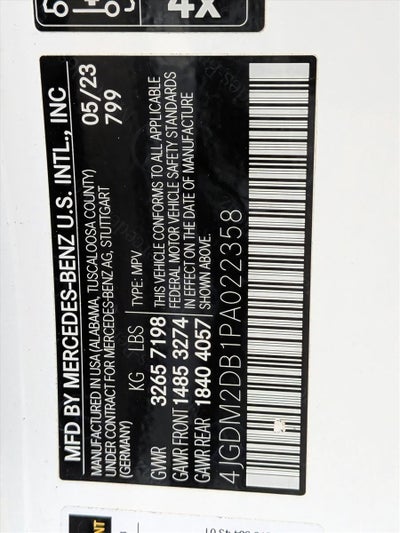 4X
MFD BY MERCEDES-BENZ U.S. INTL., INC
MANUFACTURED IN USA (ALABAMA, TUSCALOOSA COUNTY)
UNDER CONTRACT FOR MERCEDES-BENZ AG, STUTTGART
(GERMANY)
05/23
799
KG LBS
TYPE: MPV
GVWR 3265 7198
GAWR FRONT 1485 3274
GAWR REAR 1840 4057
THIS VEHICLE CONFORMS TO ALL APPLICABLE
FEDERAL MOTOR VEHICLE SAFETY STANDARDS
IN EFFECT ON THE DATE OF MANUFACTURE
SHOWN ABOVE.
4JGDM2DB1PA022358